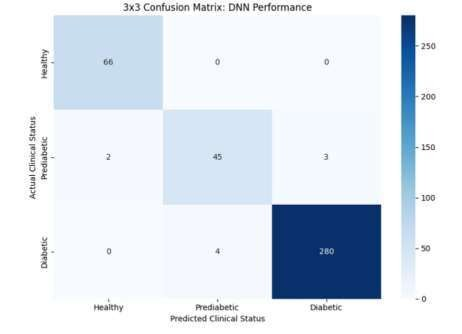 3x3 Confusion Matrix: DNN Performance
Actual Clinical Status
Healthy
66 0 0
Prediabetic
2 45 3
Diabetic
0 4 280
Healthy Prediabetic Diabetic
Predicted Clinical Status
250
200
150
100
50
0